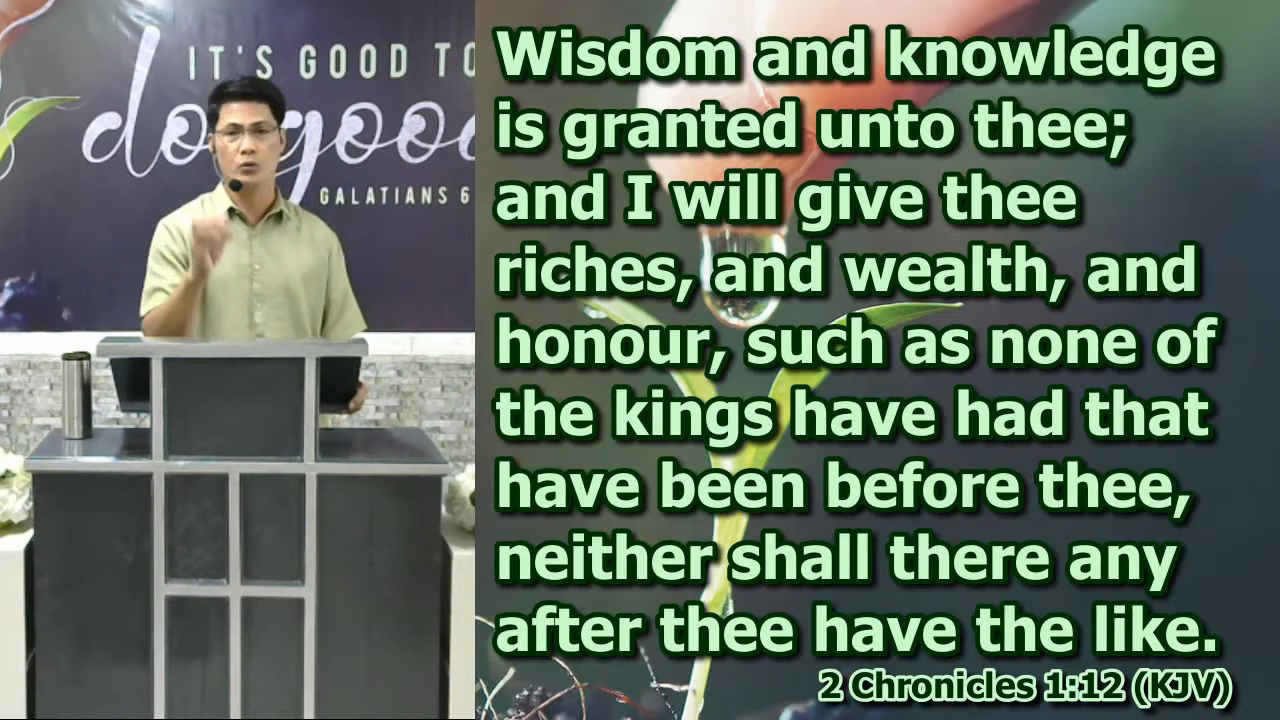 IT'S GOOD TO
do good
GALATIANS 6
Wisdom and knowledge
is granted unto thee;
and I will give thee
riches, and wealth, and
honour, such as none of
the kings have had that
have been before thee,
neither shall there any
after thee have the like.
2 Chronicles 1:12 (KJV)